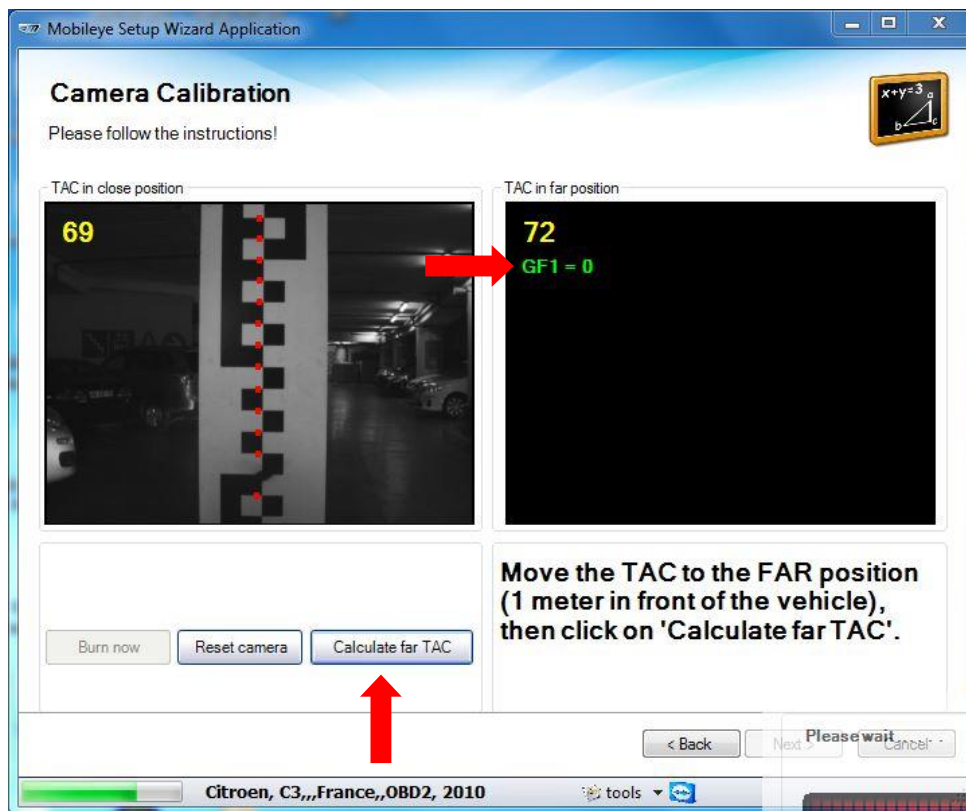 Mobileye Setup Wizard Application
Camera Calibration
Please follow the instructions!
x+y=3
a
b
c
TAC in close position
TAC in far position
69
72
GF1 = 0
Move the TAC to the FAR position
(1 meter in front of the vehicle),
then click on 'Calculate far TAC'.
Burn now
Reset camera
Calculate far TAC
< Back
Next >
Cancel
Please wait.......
Citroen, C3,,,France,,OBD2, 2010
tools